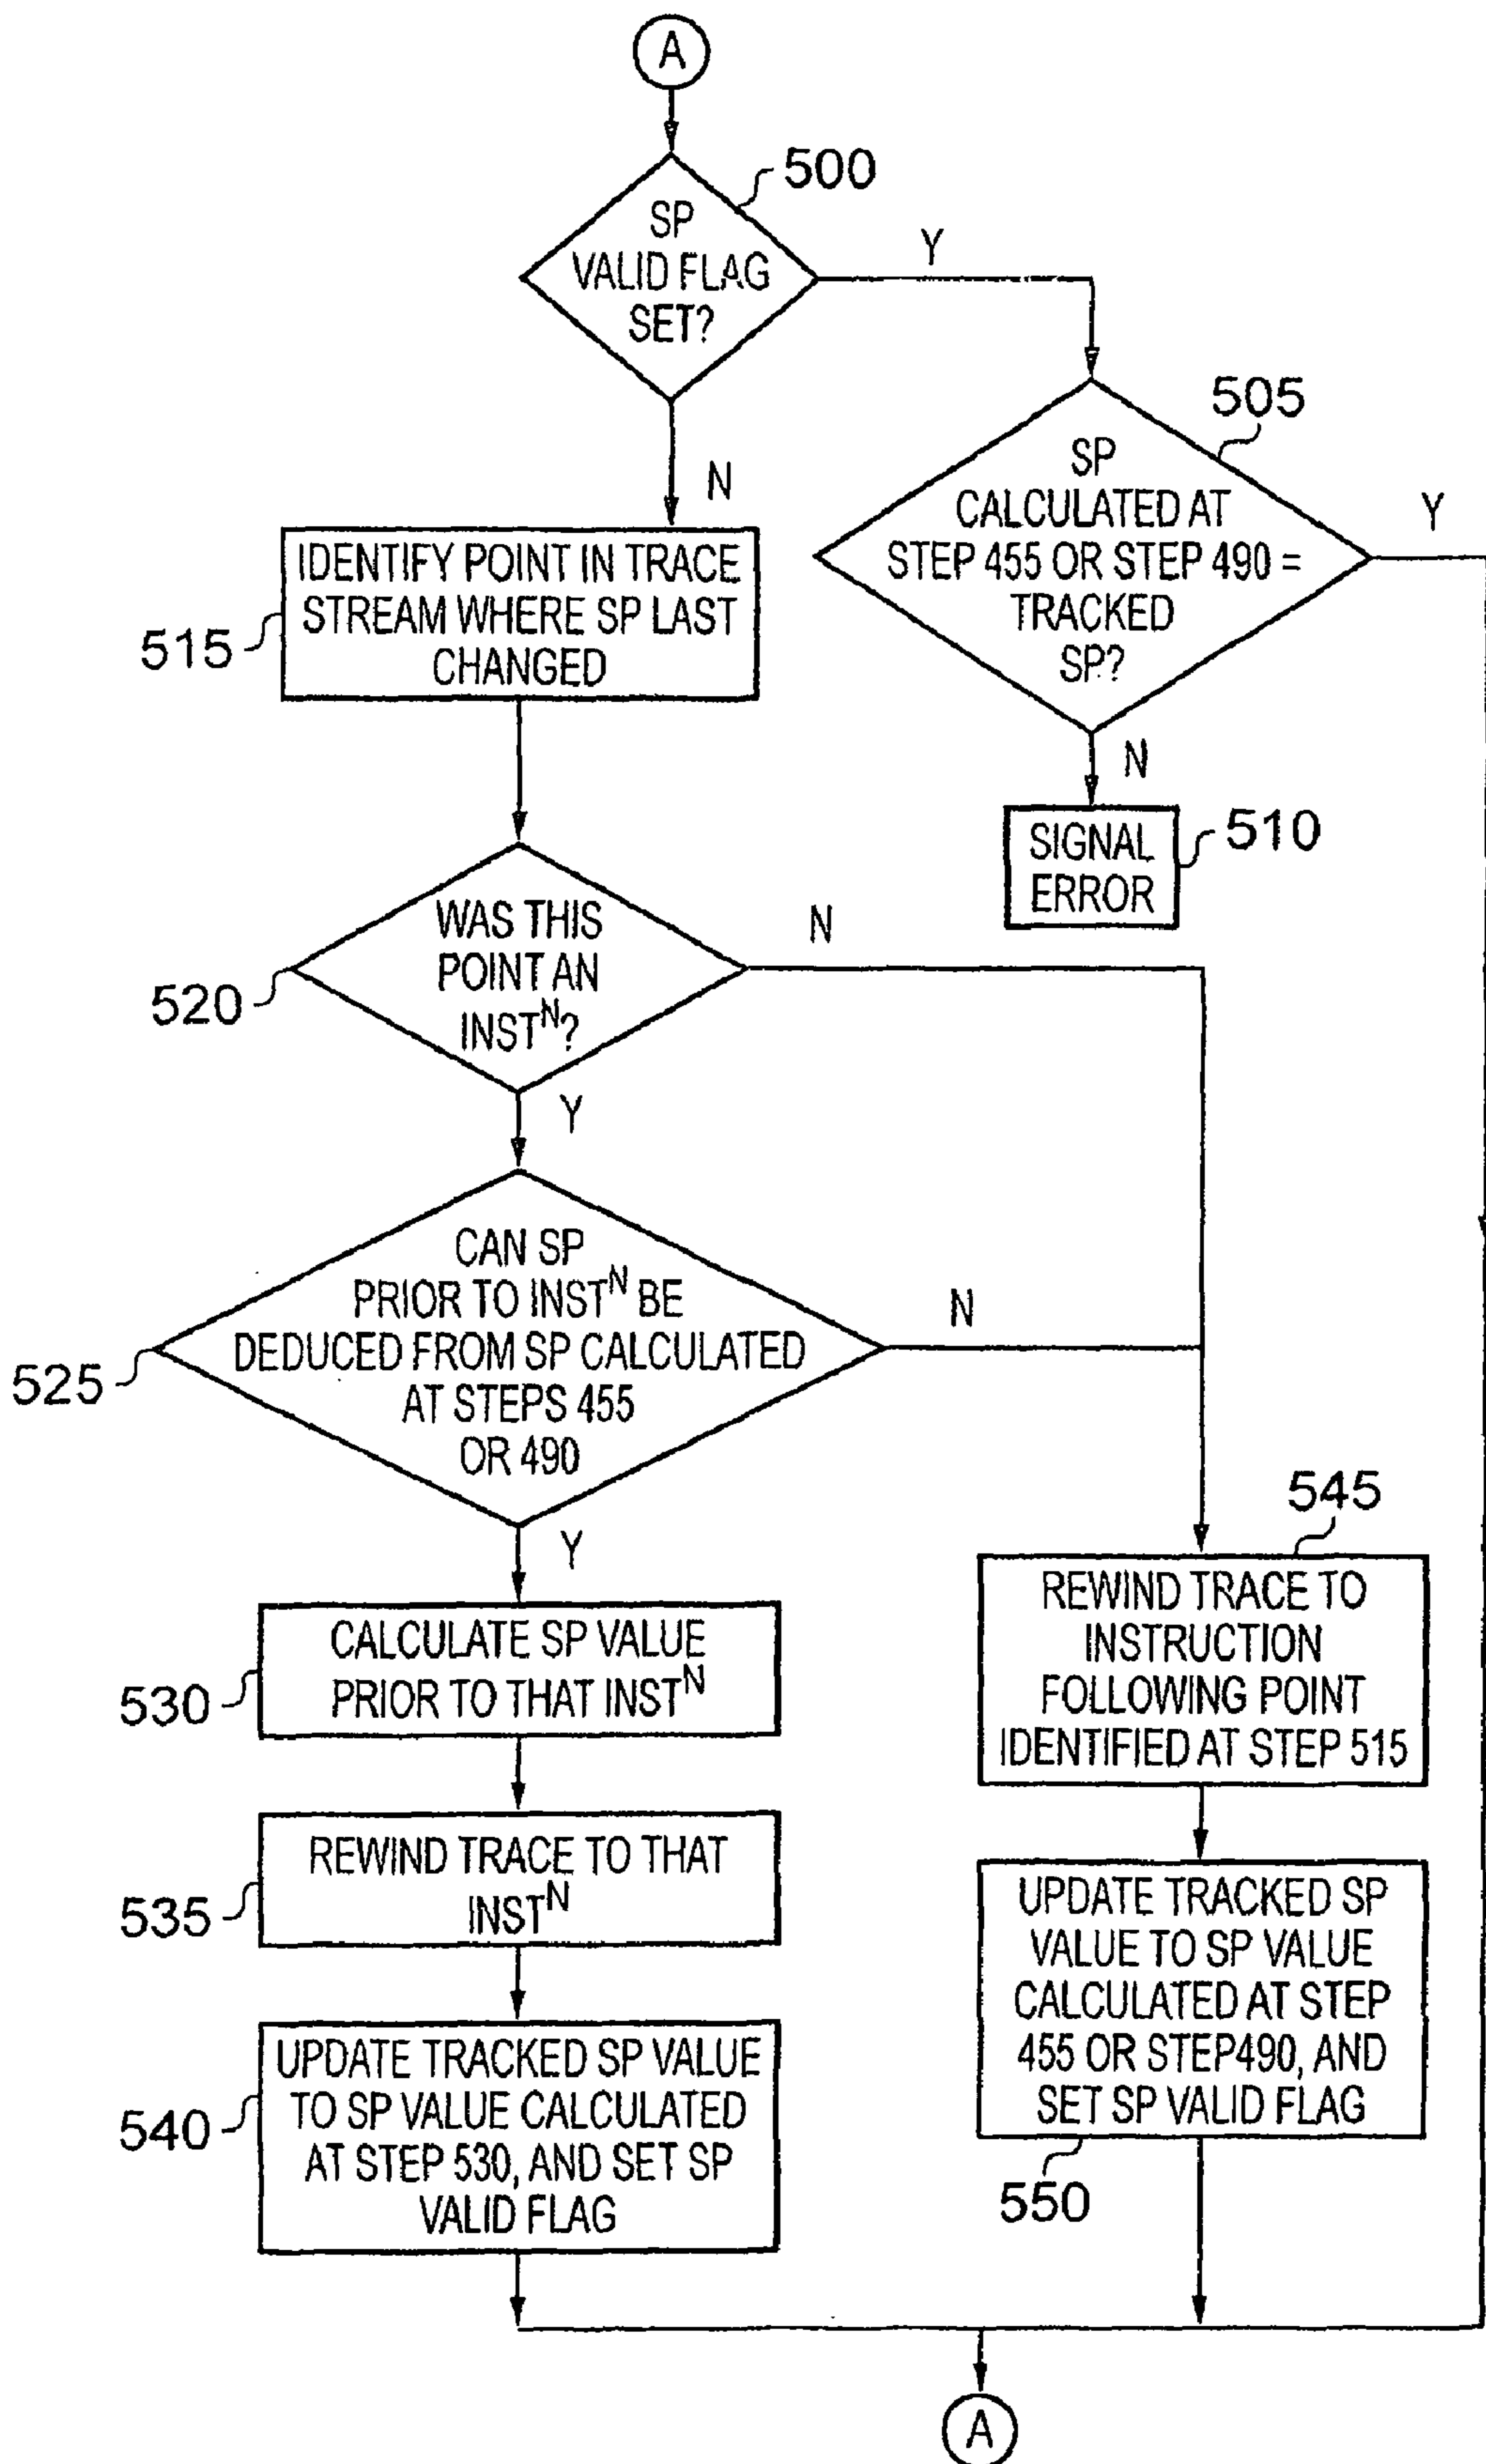 A
500
SP
VALID FLAG
SET?
Y
N
505
SP
CALCULATED AT
STEP 455 OR STEP 490 =
TRACKED
SP?
Y
N
SIGNAL
ERROR
510
IDENTIFY POINT IN TRACE
STREAM WHERE SP LAST
CHANGED
515
WAS THIS
POINT AN
INSTᴺ?
520
N
Y
CAN SP
PRIOR TO INSTᴺ BE
DEDUCED FROM SP CALCULATED
AT STEPS 455
OR 490
525
N
Y
CALCULATE SP VALUE
PRIOR TO THAT INSTᴺ
530
REWIND TRACE TO THAT
INSTᴺ
535
UPDATE TRACKED SP VALUE
TO SP VALUE CALCULATED
AT STEP 530, AND SET SP
VALID FLAG
540
545
REWIND TRACE TO
INSTRUCTION
FOLLOWING POINT
IDENTIFIED AT STEP 515
UPDATE TRACKED SP
VALUE TO SP VALUE
CALCULATED AT STEP
455 OR STEP490, AND
SET SP VALID FLAG
550
A